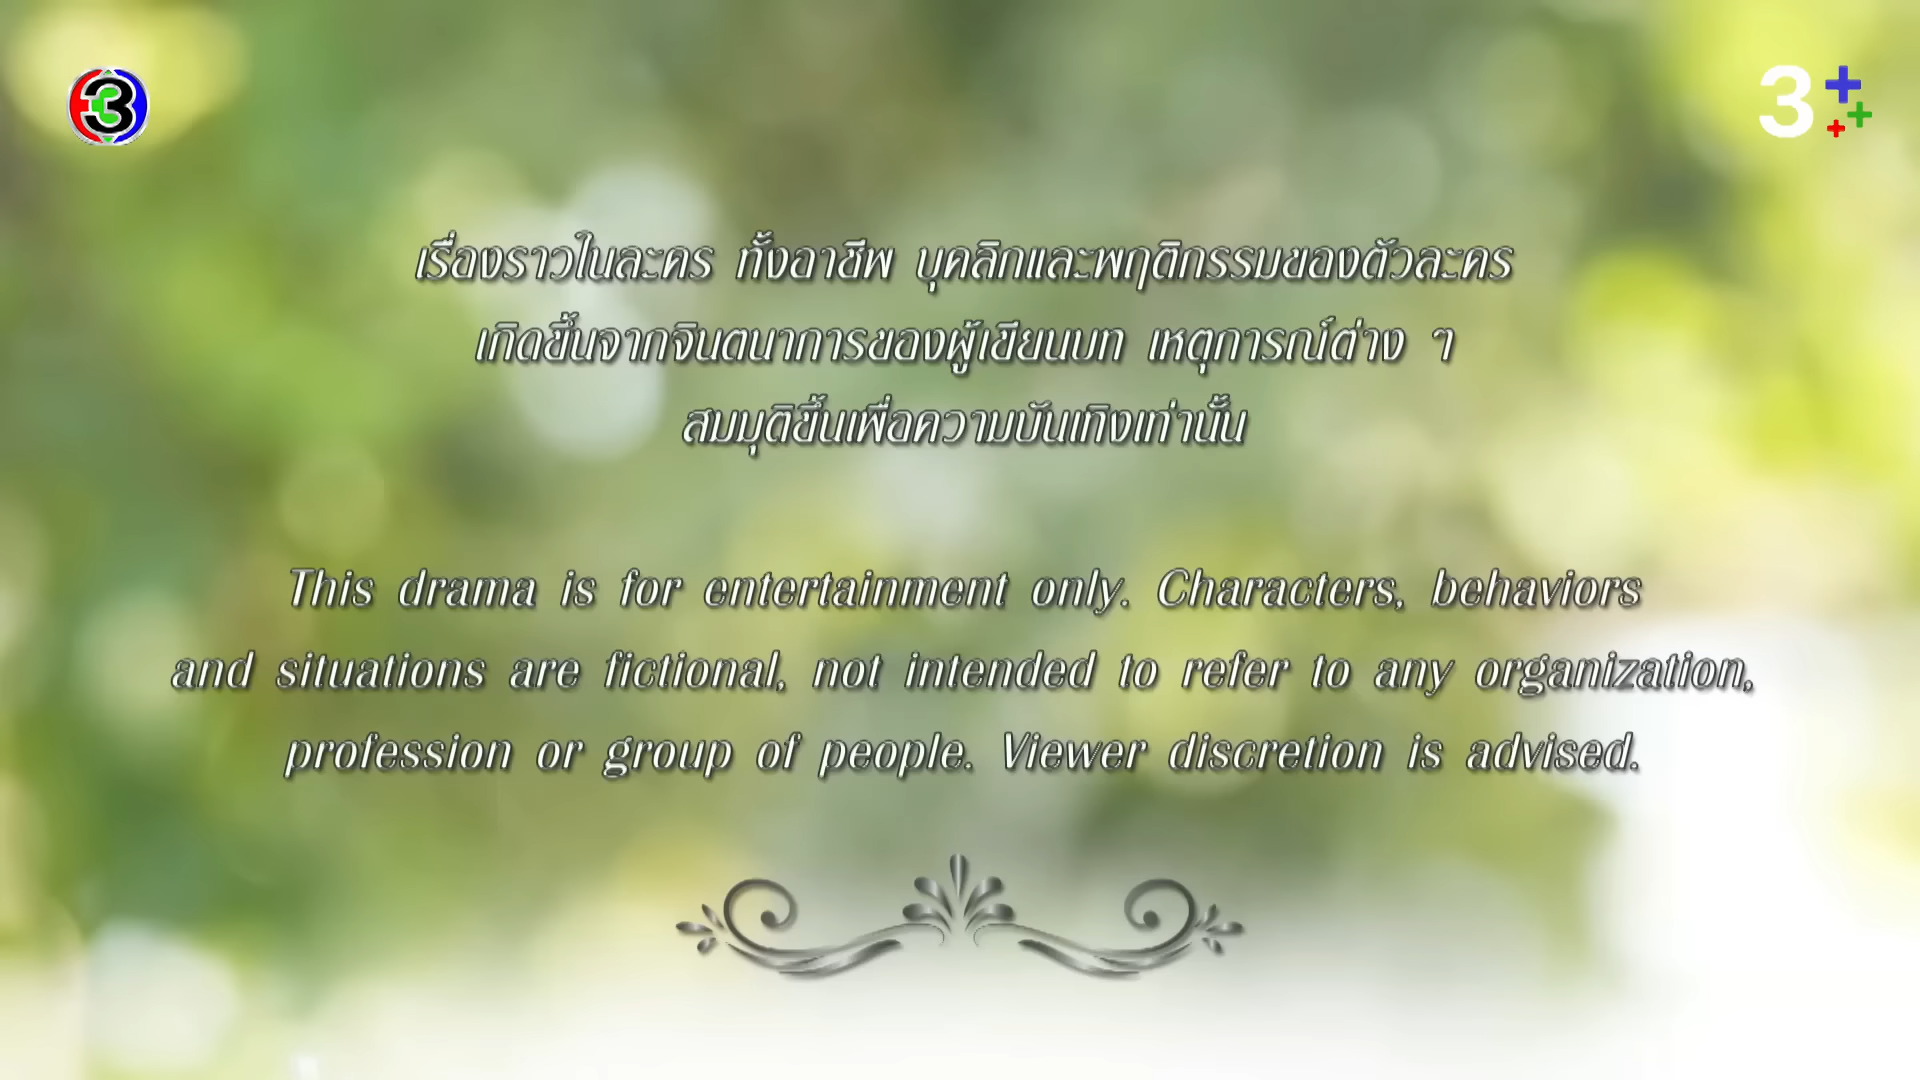 3
3
เรื่องราวในละคร ทั้งอาชีพ บุคลิกและพฤติกรรมของตัวละคร
เกิดขึ้นจากจินตนาการของผู้เขียนบท เหตุการณ์ต่าง ๆ
สมมุติขึ้นเพื่อความบันเทิงเท่านั้น
This drama is for entertainment only. Characters, behaviors
and situations are fictional, not intended to refer to any organization,
profession or group of people. Viewer discretion is advised.